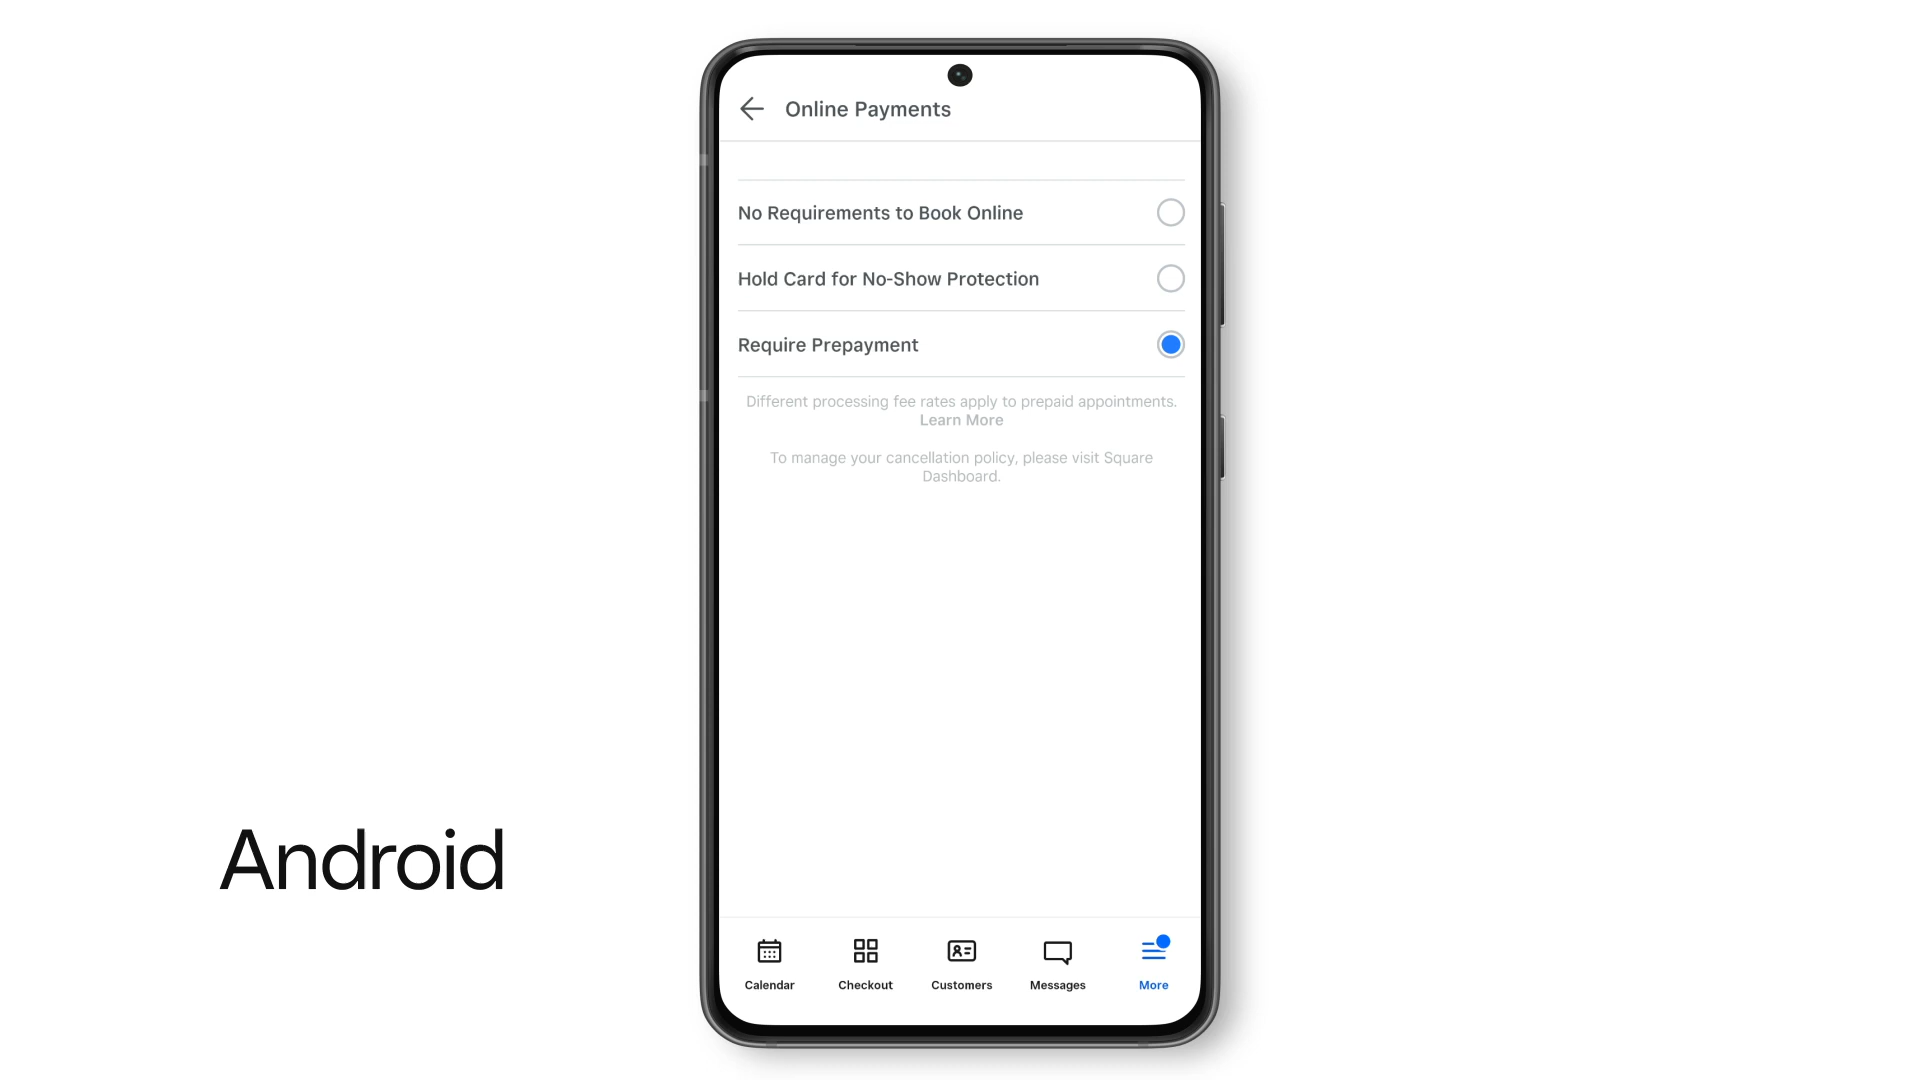 Online Payments
No Requirements to Book Online
Hold Card for No-Show Protection
Require Prepayment
Different processing fee rates apply to prepaid appointments.
Learn More
To manage your cancellation policy, please visit Square
Dashboard.
Android
Calendar
Checkout
Customers
Messages
More